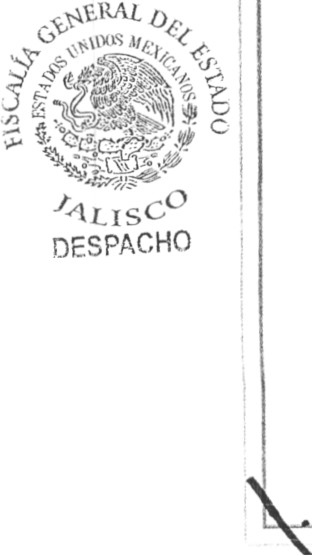 FISCALÍA GENERAL DEL ESTADO
ESTADOS UNIDOS MEXICANOS
JALISCO
DESPACHO